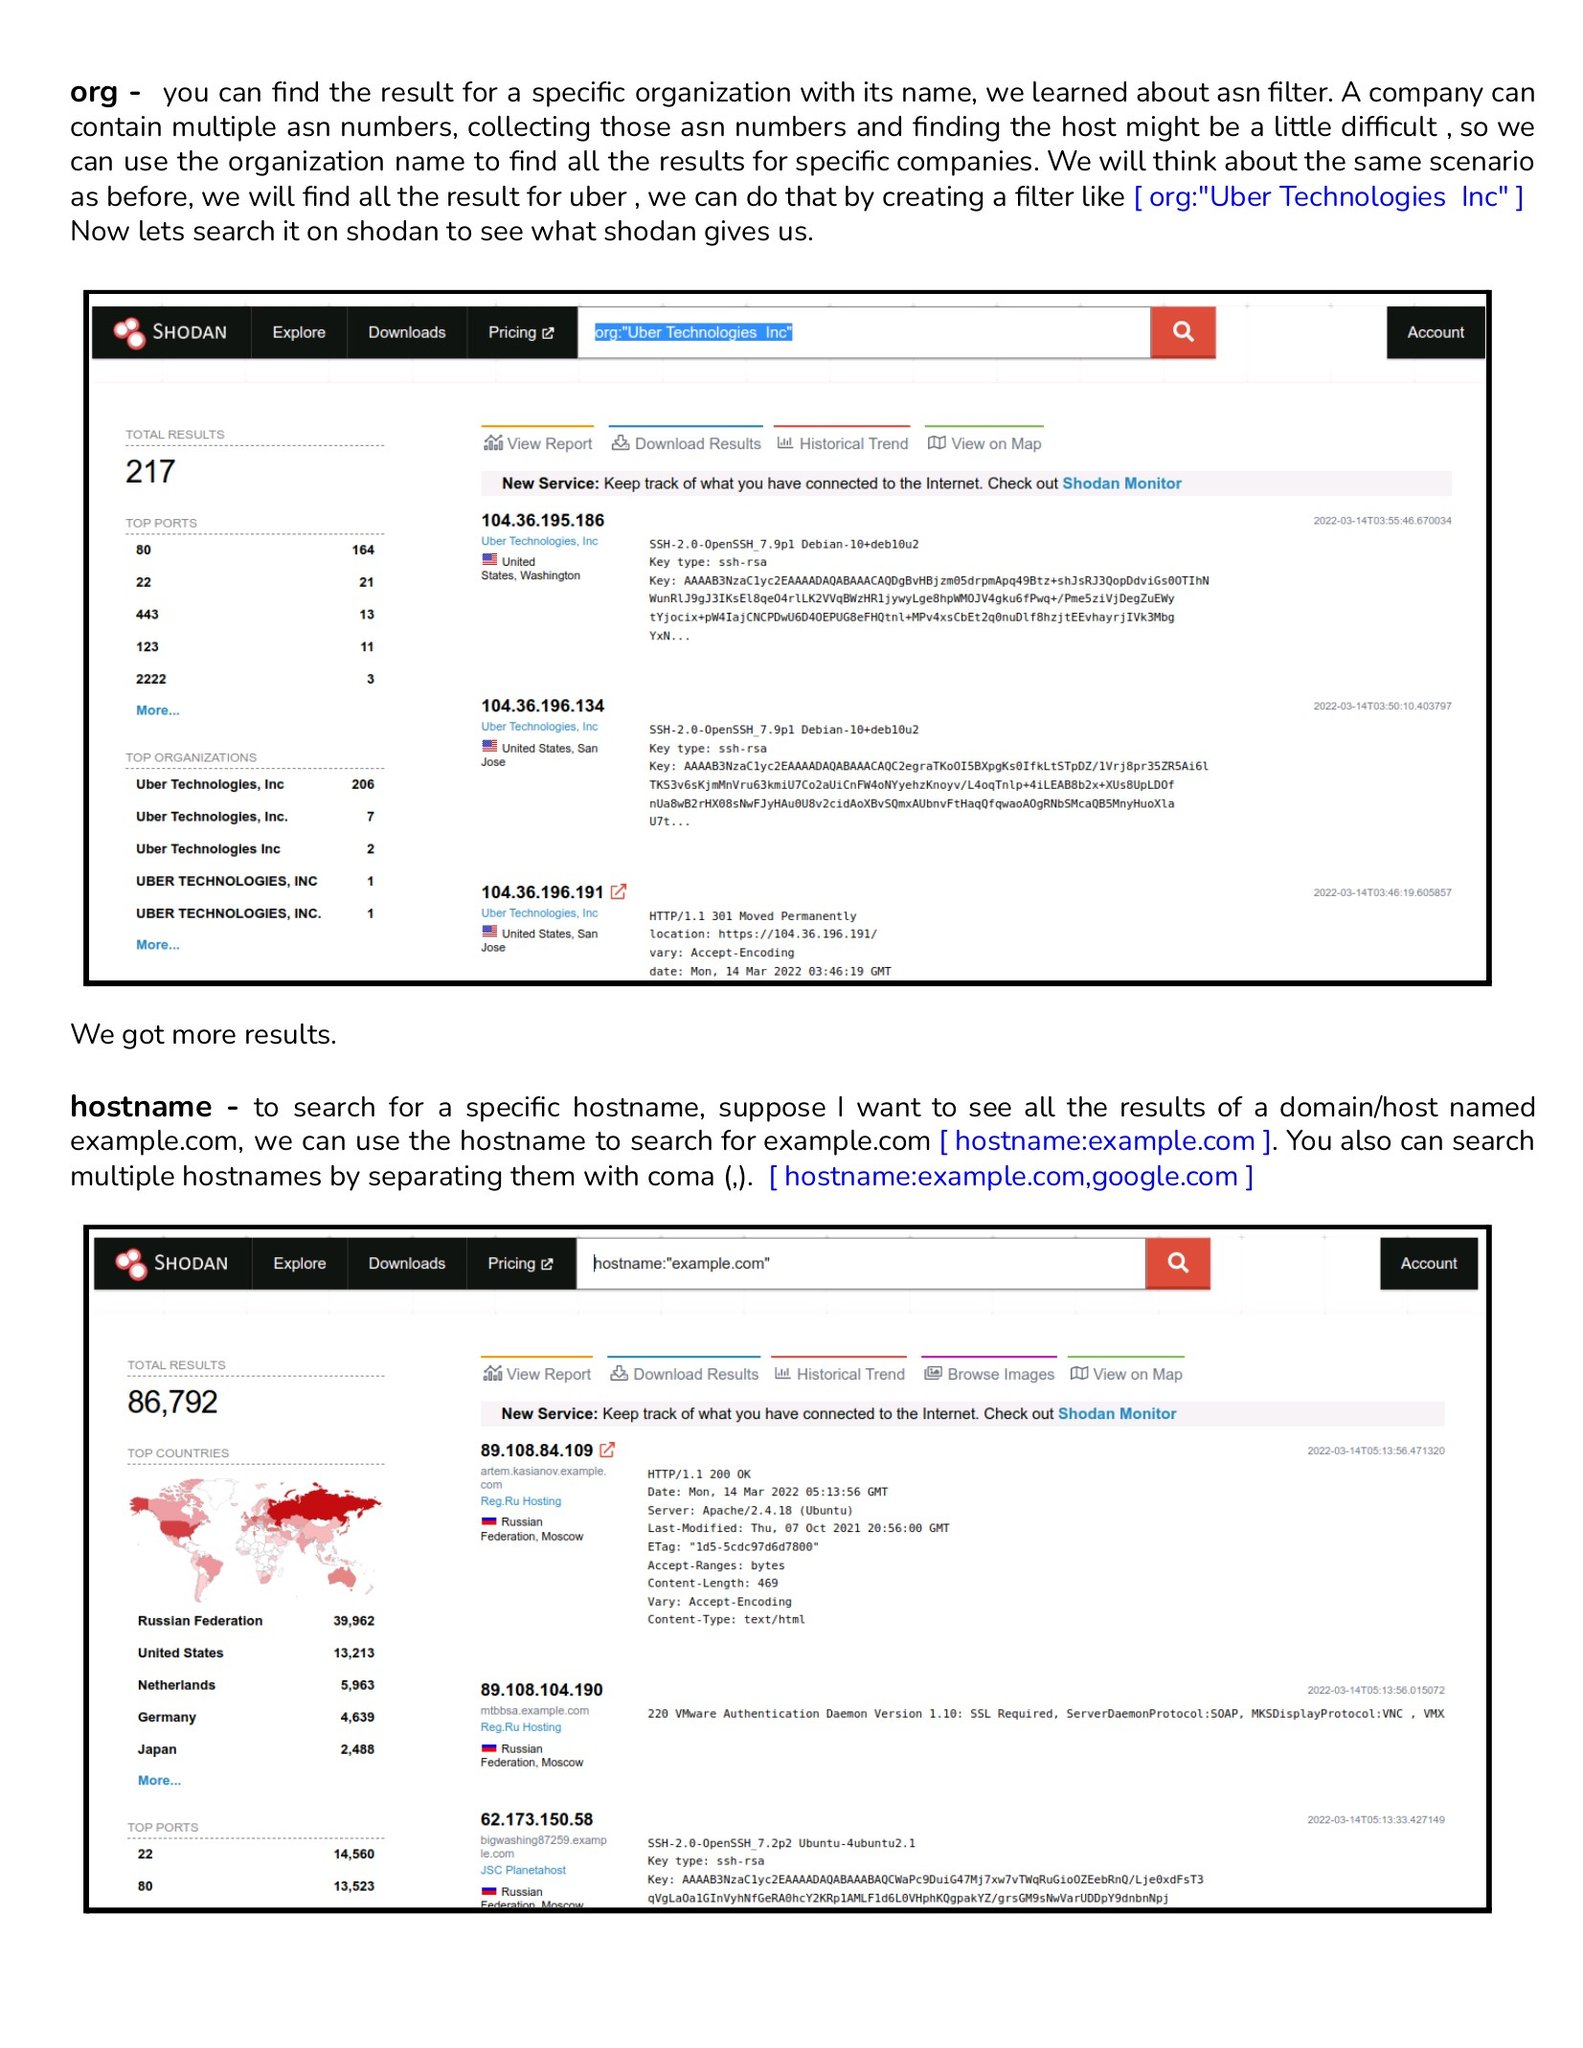 org - you can find the result for a specific organization with its name, we learned about asn filter. A company can
contain multiple asn numbers, collecting those asn numbers and finding the host might be a little difficult , so we
can use the organization name to find all the results for specific companies. We will think about the same scenario
as before, we will find all the result for uber , we can do that by creating a filter like [ org:"Uber Technologies  Inc" ]
Now lets search it on shodan to see what shodan gives us.
SHODAN Explore Downloads Pricing org:"Uber Technologies  Inc" Account
TOTAL RESULTS
217
TOP PORTS
80 164
22 21
443 13
123 11
2222 3
More...
TOP ORGANIZATIONS
Uber Technologies, Inc 206
Uber Technologies, Inc. 7
Uber Technologies Inc 2
UBER TECHNOLOGIES, INC 1
UBER TECHNOLOGIES, INC. 1
More...
View Report Download Results Historical Trend View on Map
New Service: Keep track of what you have connected to the Internet. Check out Shodan Monitor
104.36.195.186 2022-03-14T03:55:46.670034
Uber Technologies, Inc
United
States, Washington
SSH-2.0-OpenSSH_7.9p1 Debian-10+deb10u2
Key type: ssh-rsa
Key:
YxN...
104.36.196.134 2022-03-14T03:50:10.403797
Uber Technologies, Inc
United States, San
Jose
SSH-2.0-OpenSSH_7.9p1 Debian-10+deb10u2
Key type: ssh-rsa
Key:
U7t...
104.36.196.191 2022-03-14T03:46:19.605857
Uber Technologies, Inc
United States, San
Jose
HTTP/1.1 301 Moved Permanently
location: https://104.36.196.191/
vary: Accept-Encoding
date: Mon, 14 Mar 2022 03:46:19 GMT
We got more results.
hostname - to search for a specific hostname, suppose I want to see all the results of a domain/host named
example.com, we can use the hostname to search for example.com [ hostname:example.com ]. You also can search
multiple hostnames by separating them with coma (,). [ hostname:example.com,google.com ]
SHODAN Explore Downloads Pricing hostname:"example.com" Account
TOTAL RESULTS
86,792
TOP COUNTRIES
Russian Federation 39,962
United States 13,213
Netherlands 5,963
Germany 4,639
Japan 2,488
More...
TOP PORTS
22 14,560
80 13,523
View Report Download Results Historical Trend Browse Images View on Map
New Service: Keep track of what you have connected to the Internet. Check out Shodan Monitor
89.108.84.109 2022-03-14T05:13:56.471320
artem.kasianov.example.
com
Reg.Ru Hosting
Russian
Federation, Moscow
HTTP/1.1 200 OK
Date: Mon, 14 Mar 2022 05:13:56 GMT
Server: Apache/2.4.18 (Ubuntu)
Last-Modified: Thu, 07 Oct 2021 20:56:00 GMT
ETag: "1d5-5cdc97d6d7800"
Accept-Ranges: bytes
Content-Length: 469
Vary: Accept-Encoding
Content-Type: text/html
89.108.104.190 2022-03-14T05:13:56.015072
mtbbsa.example.com
Reg.Ru Hosting
Russian
Federation, Moscow
220 VMware Authentication Daemon Version 1.10: SSL Required, ServerDaemonProtocol:SOAP, MKSDisplayProtocol:VNC , VMX
62.173.150.58 2022-03-14T05:13:33.427149
bigwashing87259.examp
le.com
JSC Planetahost
Russian
Federation, Moscow
SSH-2.0-OpenSSH_7.2p2 Ubuntu-4ubuntu2.1
Key type: ssh-rsa
Key: